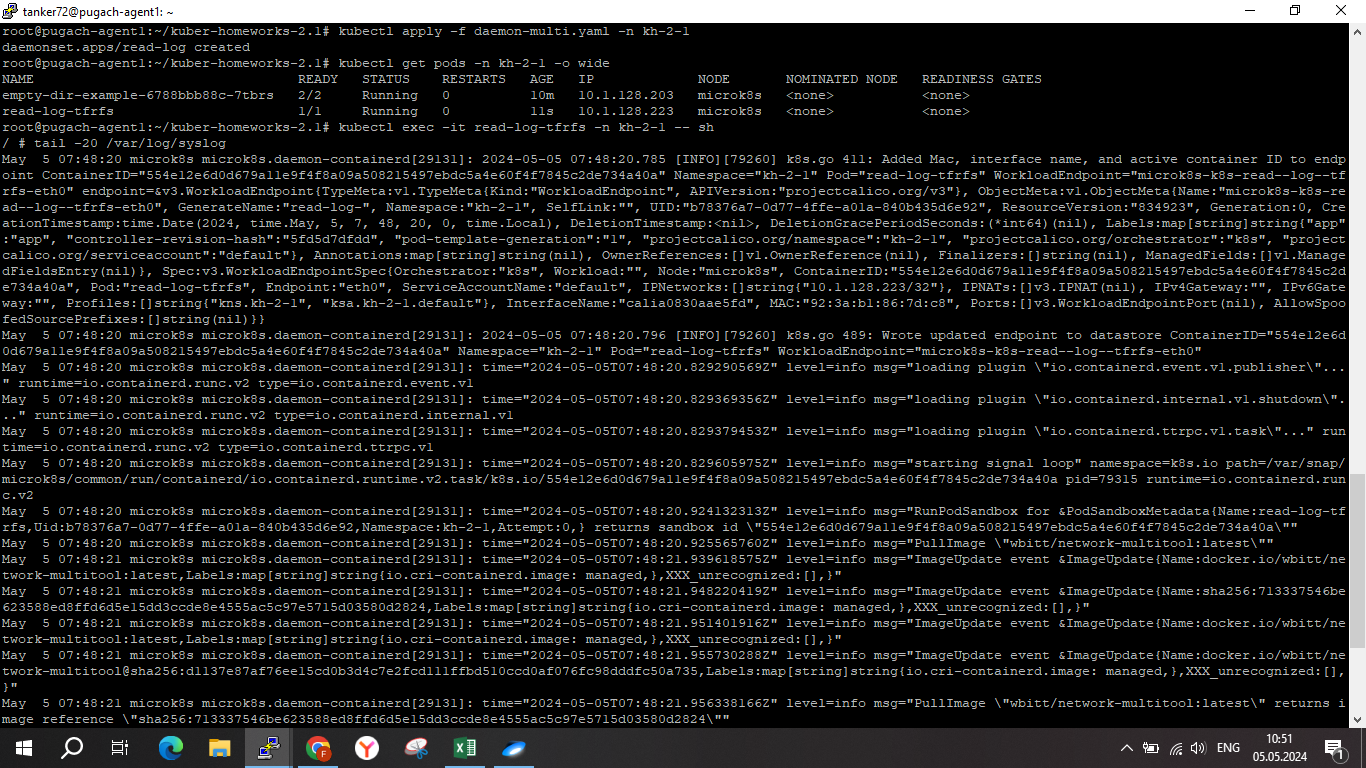 tanker72@pugach-agent1: ~
root@pugach-agent1:~/kuber-homeworks-2.1# kubectl apply -f daemon-multi.yaml -n kh-2-1
daemonset.apps/read-log created
root@pugach-agent1:~/kuber-homeworks-2.1# kubectl get pods -n kh-2-1 -o wide
NAME READY STATUS RESTARTS AGE IP NODE NOMINATED NODE READINESS GATES
empty-dir-example-6788bbb88c-7tbrs 2/2 Running 0 10m 10.1.128.203 microk8s <none> <none>
read-log-tfrfs 1/1 Running 0 11s 10.1.128.223 microk8s <none> <none>
root@pugach-agent1:~/kuber-homeworks-2.1# kubectl exec -it read-log-tfrfs -n kh-2-1 -- sh
/ # tail -20 /var/log/syslog
May  5 07:48:20 microk8s microk8s.daemon-containerd[29131]: 2024-05-05 07:48:20.785 [INFO][79260] k8s.go 411: Added Mac, interface name, and active container ID to endp
oint ContainerID="554e12e6d0d679a11e9f4f8a09a508215497ebdc5a4e60f4f7845c2de734a40a" Namespace="kh-2-1" Pod="read-log-tfrfs" WorkloadEndpoint="microk8s-k8s-read--log--tf
rfs-eth0" endpoint=&v3.WorkloadEndpoint{TypeMeta:v1.TypeMeta{Kind:"WorkloadEndpoint", APIVersion:"projectcalico.org/v3"}, ObjectMeta:v1.ObjectMeta{Name:"microk8s-k8s-re
ad--log--tfrfs-eth0", GenerateName:"read-log-", Namespace:"kh-2-1", SelfLink:"", UID:"b78376a7-0d77-4ffe-a01a-840b435d6e92", ResourceVersion:"834923", Generation:0, Cre
ationTimestamp:time.Date(2024, time.May, 5, 7, 48, 20, 0, time.Local), DeletionTimestamp:<nil>, DeletionGracePeriodSeconds:(*int64)(nil), Labels:map[string]string{"app"
:"app", "controller-revision-hash":"5fd5d7dfdd", "pod-template-generation":"1", "projectcalico.org/namespace":"kh-2-1", "projectcalico.org/orchestrator":"k8s", "project
calico.org/serviceaccount":"default"}, Annotations:map[string]string(nil), OwnerReferences:[]v1.OwnerReference(nil), Finalizers:[]string(nil), ManagedFields:[]v1.Manage
dFieldsEntry(nil)}, Spec:v3.WorkloadEndpointSpec{Orchestrator:"k8s", Workload:"", Node:"microk8s", ContainerID:"554e12e6d0d679a11e9f4f8a09a508215497ebdc5a4e60f4f7845c2d
e734a40a", Pod:"read-log-tfrfs", Endpoint:"eth0", ServiceAccountName:"default", IPNetworks:[]string{"10.1.128.223/32"}, IPNATs:[]v3.IPNAT(nil), IPv4Gateway:"", IPv6Gate
way:"", Profiles:[]string{"kns.kh-2-1", "ksa.kh-2-1.default"}, InterfaceName:"calia0830aae5fd", MAC:"92:3a:b1:86:7d:c8", Ports:[]v3.WorkloadEndpointPort(nil), AllowSpoo
fedSourcePrefixes:[]string(nil)}}
May  5 07:48:20 microk8s microk8s.daemon-containerd[29131]: 2024-05-05 07:48:20.796 [INFO][79260] k8s.go 489: Wrote updated endpoint to datastore ContainerID="554e12e6d
0d679a11e9f4f8a09a508215497ebdc5a4e60f4f7845c2de734a40a" Namespace="kh-2-1" Pod="read-log-tfrfs" WorkloadEndpoint="microk8s-k8s-read--log--tfrfs-eth0"
May  5 07:48:20 microk8s microk8s.daemon-containerd[29131]: time="2024-05-05T07:48:20.829290569Z" level=info msg="loading plugin \"io.containerd.event.v1.publisher\"...
" runtime=io.containerd.runc.v2 type=io.containerd.event.v1
May  5 07:48:20 microk8s microk8s.daemon-containerd[29131]: time="2024-05-05T07:48:20.829369356Z" level=info msg="loading plugin \"io.containerd.internal.v1.shutdown\".
.." runtime=io.containerd.runc.v2 type=io.containerd.internal.v1
May  5 07:48:20 microk8s microk8s.daemon-containerd[29131]: time="2024-05-05T07:48:20.829379453Z" level=info msg="loading plugin \"io.containerd.ttrpc.v1.task\"..." run
time=io.containerd.runc.v2 type=io.containerd.ttrpc.v1
May  5 07:48:20 microk8s microk8s.daemon-containerd[29131]: time="2024-05-05T07:48:20.829605975Z" level=info msg="starting signal loop" namespace=k8s.io path=/var/snap/
microk8s/common/run/containerd/io.containerd.runtime.v2.task/k8s.io/554e12e6d0d679a11e9f4f8a09a508215497ebdc5a4e60f4f7845c2de734a40a pid=79315 runtime=io.containerd.run
c.v2
May  5 07:48:20 microk8s microk8s.daemon-containerd[29131]: time="2024-05-05T07:48:20.924132313Z" level=info msg="RunPodSandbox for &PodSandboxMetadata{Name:read-log-tf
rfs,Uid:b78376a7-0d77-4ffe-a01a-840b435d6e92,Namespace:kh-2-1,Attempt:0,} returns sandbox id \"554e12e6d0d679a11e9f4f8a09a508215497ebdc5a4e60f4f7845c2de734a40a\""
May  5 07:48:20 microk8s microk8s.daemon-containerd[29131]: time="2024-05-05T07:48:20.925565760Z" level=info msg="PullImage \"wbitt/network-multitool:latest\""
May  5 07:48:21 microk8s microk8s.daemon-containerd[29131]: time="2024-05-05T07:48:21.939618575Z" level=info msg="ImageUpdate event &ImageUpdate{Name:docker.io/wbitt/ne
twork-multitool:latest,Labels:map[string]string{io.cri-containerd.image: managed,},XXX_unrecognized:[],}"
May  5 07:48:21 microk8s microk8s.daemon-containerd[29131]: time="2024-05-05T07:48:21.948220419Z" level=info msg="ImageUpdate event &ImageUpdate{Name:sha256:713337546be
623588ed8ffd6d5e15dd3ccde8e4555ac5c97e5715d03580d2824,Labels:map[string]string{io.cri-containerd.image: managed,},XXX_unrecognized:[],}"
May  5 07:48:21 microk8s microk8s.daemon-containerd[29131]: time="2024-05-05T07:48:21.951401916Z" level=info msg="ImageUpdate event &ImageUpdate{Name:docker.io/wbitt/ne
twork-multitool:latest,Labels:map[string]string{io.cri-containerd.image: managed,},XXX_unrecognized:[],}"
May  5 07:48:21 microk8s microk8s.daemon-containerd[29131]: time="2024-05-05T07:48:21.955730288Z" level=info msg="ImageUpdate event &ImageUpdate{Name:docker.io/wbitt/ne
twork-multitool@sha256:d1137e87af76ee15cd0b3d4c7e2fcd111ffbd510ccd0af076fc98dddfc50a735,Labels:map[string]string{io.cri-containerd.image: managed,},XXX_unrecognized:[],
}"
May  5 07:48:21 microk8s microk8s.daemon-containerd[29131]: time="2024-05-05T07:48:21.956338166Z" level=info msg="PullImage \"wbitt/network-multitool:latest\" returns i
mage reference \"sha256:713337546be623588ed8ffd6d5e15dd3ccde8e4555ac5c97e5715d03580d2824\""
ENG
10:51
05.05.2024
1